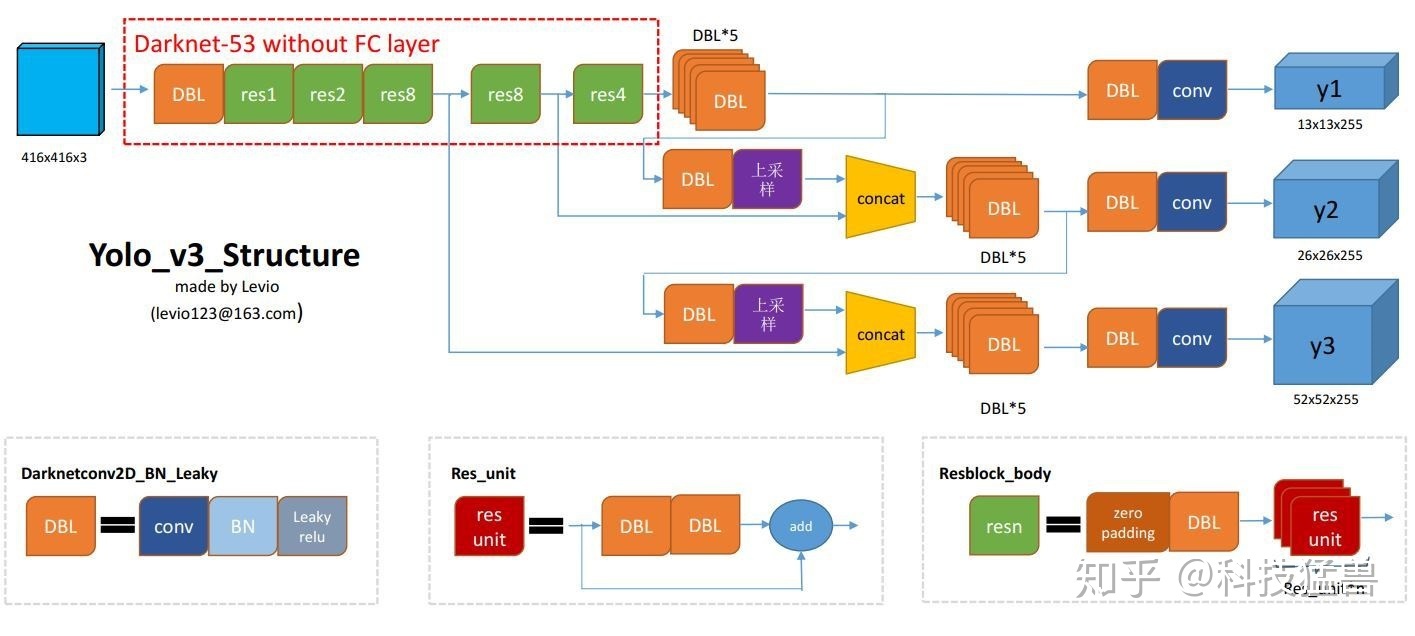 Darknet-53 without FC layer
DBL*5
DBL
res1
res2
res8
res8
res4
DBL
DBL
conv
y1
416x416x3
13x13x255
DBL
上采
样
concat
DBL
DBL*5
DBL
conv
y2
26x26x255
Yolo_v3_Structure
made by Levio
(levio123@163.com)
DBL
上采
样
concat
DBL
DBL*5
DBL
conv
y3
52x52x255
Darknetconv2D_BN_Leaky
DBL
conv
BN
Leaky
relu
Res_unit
res
unit
DBL
DBL
add
Resblock_body
resn
zero
padding
DBL
res
unit
Res_unit*n
知乎 @科技猛兽